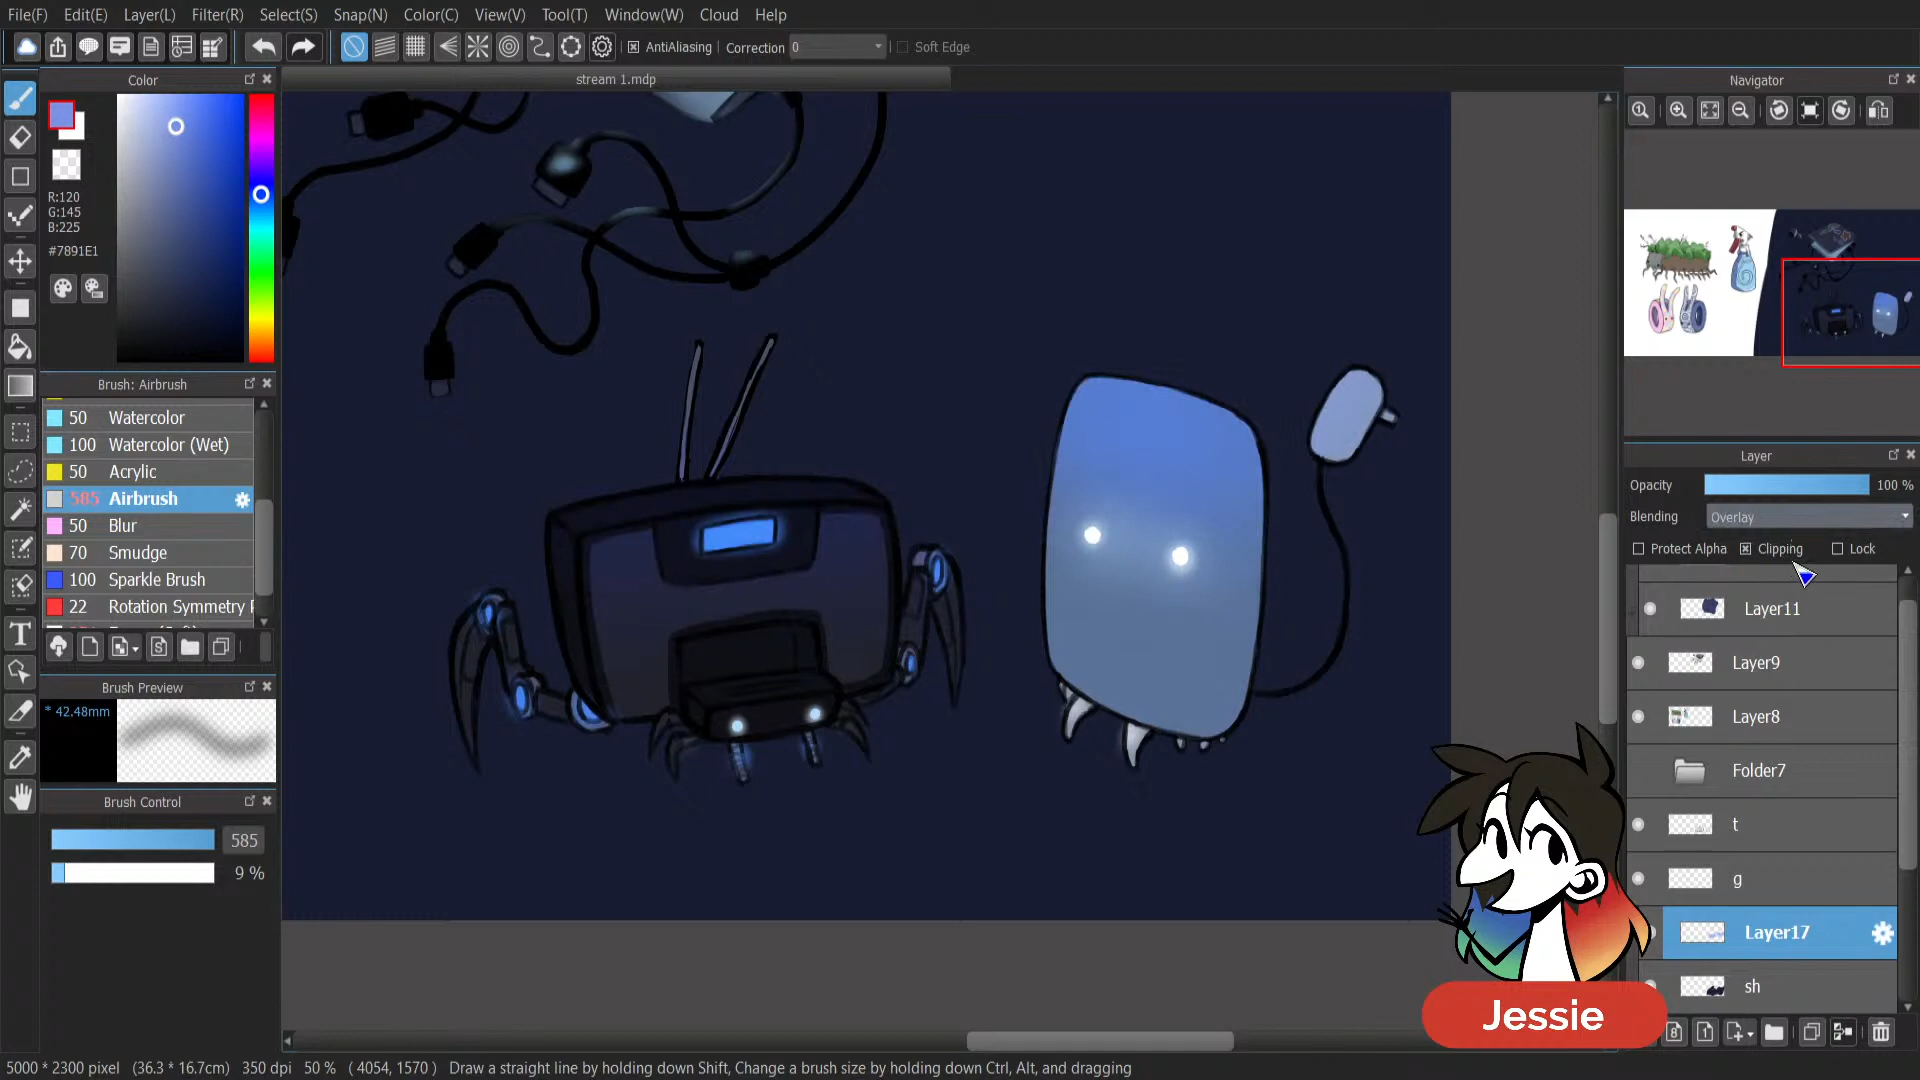 File(F) Edit(E) Layer(L) Filter(R) Select(S) Snap(N) Color(C) View(V) Tool(T) Window(W) Cloud Help
AntiAliasing Correction 0 Soft Edge
Color
stream 1.mdp
Navigator
R:120
G:145
B:225
#7891E1
Brush: Airbrush
50 Watercolor
100 Watercolor (Wet)
50 Acrylic
585 Airbrush
50 Blur
70 Smudge
100 Sparkle Brush
22 Rotation Symmetry
Brush Preview
* 42.48mm
Brush Control
585
9 %
Layer
Opacity 100 %
Blending Overlay
Protect Alpha Clipping Lock
Layer11
Layer9
Layer8
Folder7
t
g
Layer17
sh
Jessie
5000 * 2300 pixel (36.3 * 16.7cm) 350 dpi 50 % ( 4054, 1570 ) Draw a straight line by holding down Shift, Change a brush size by holding down Ctrl, Alt, and dragging